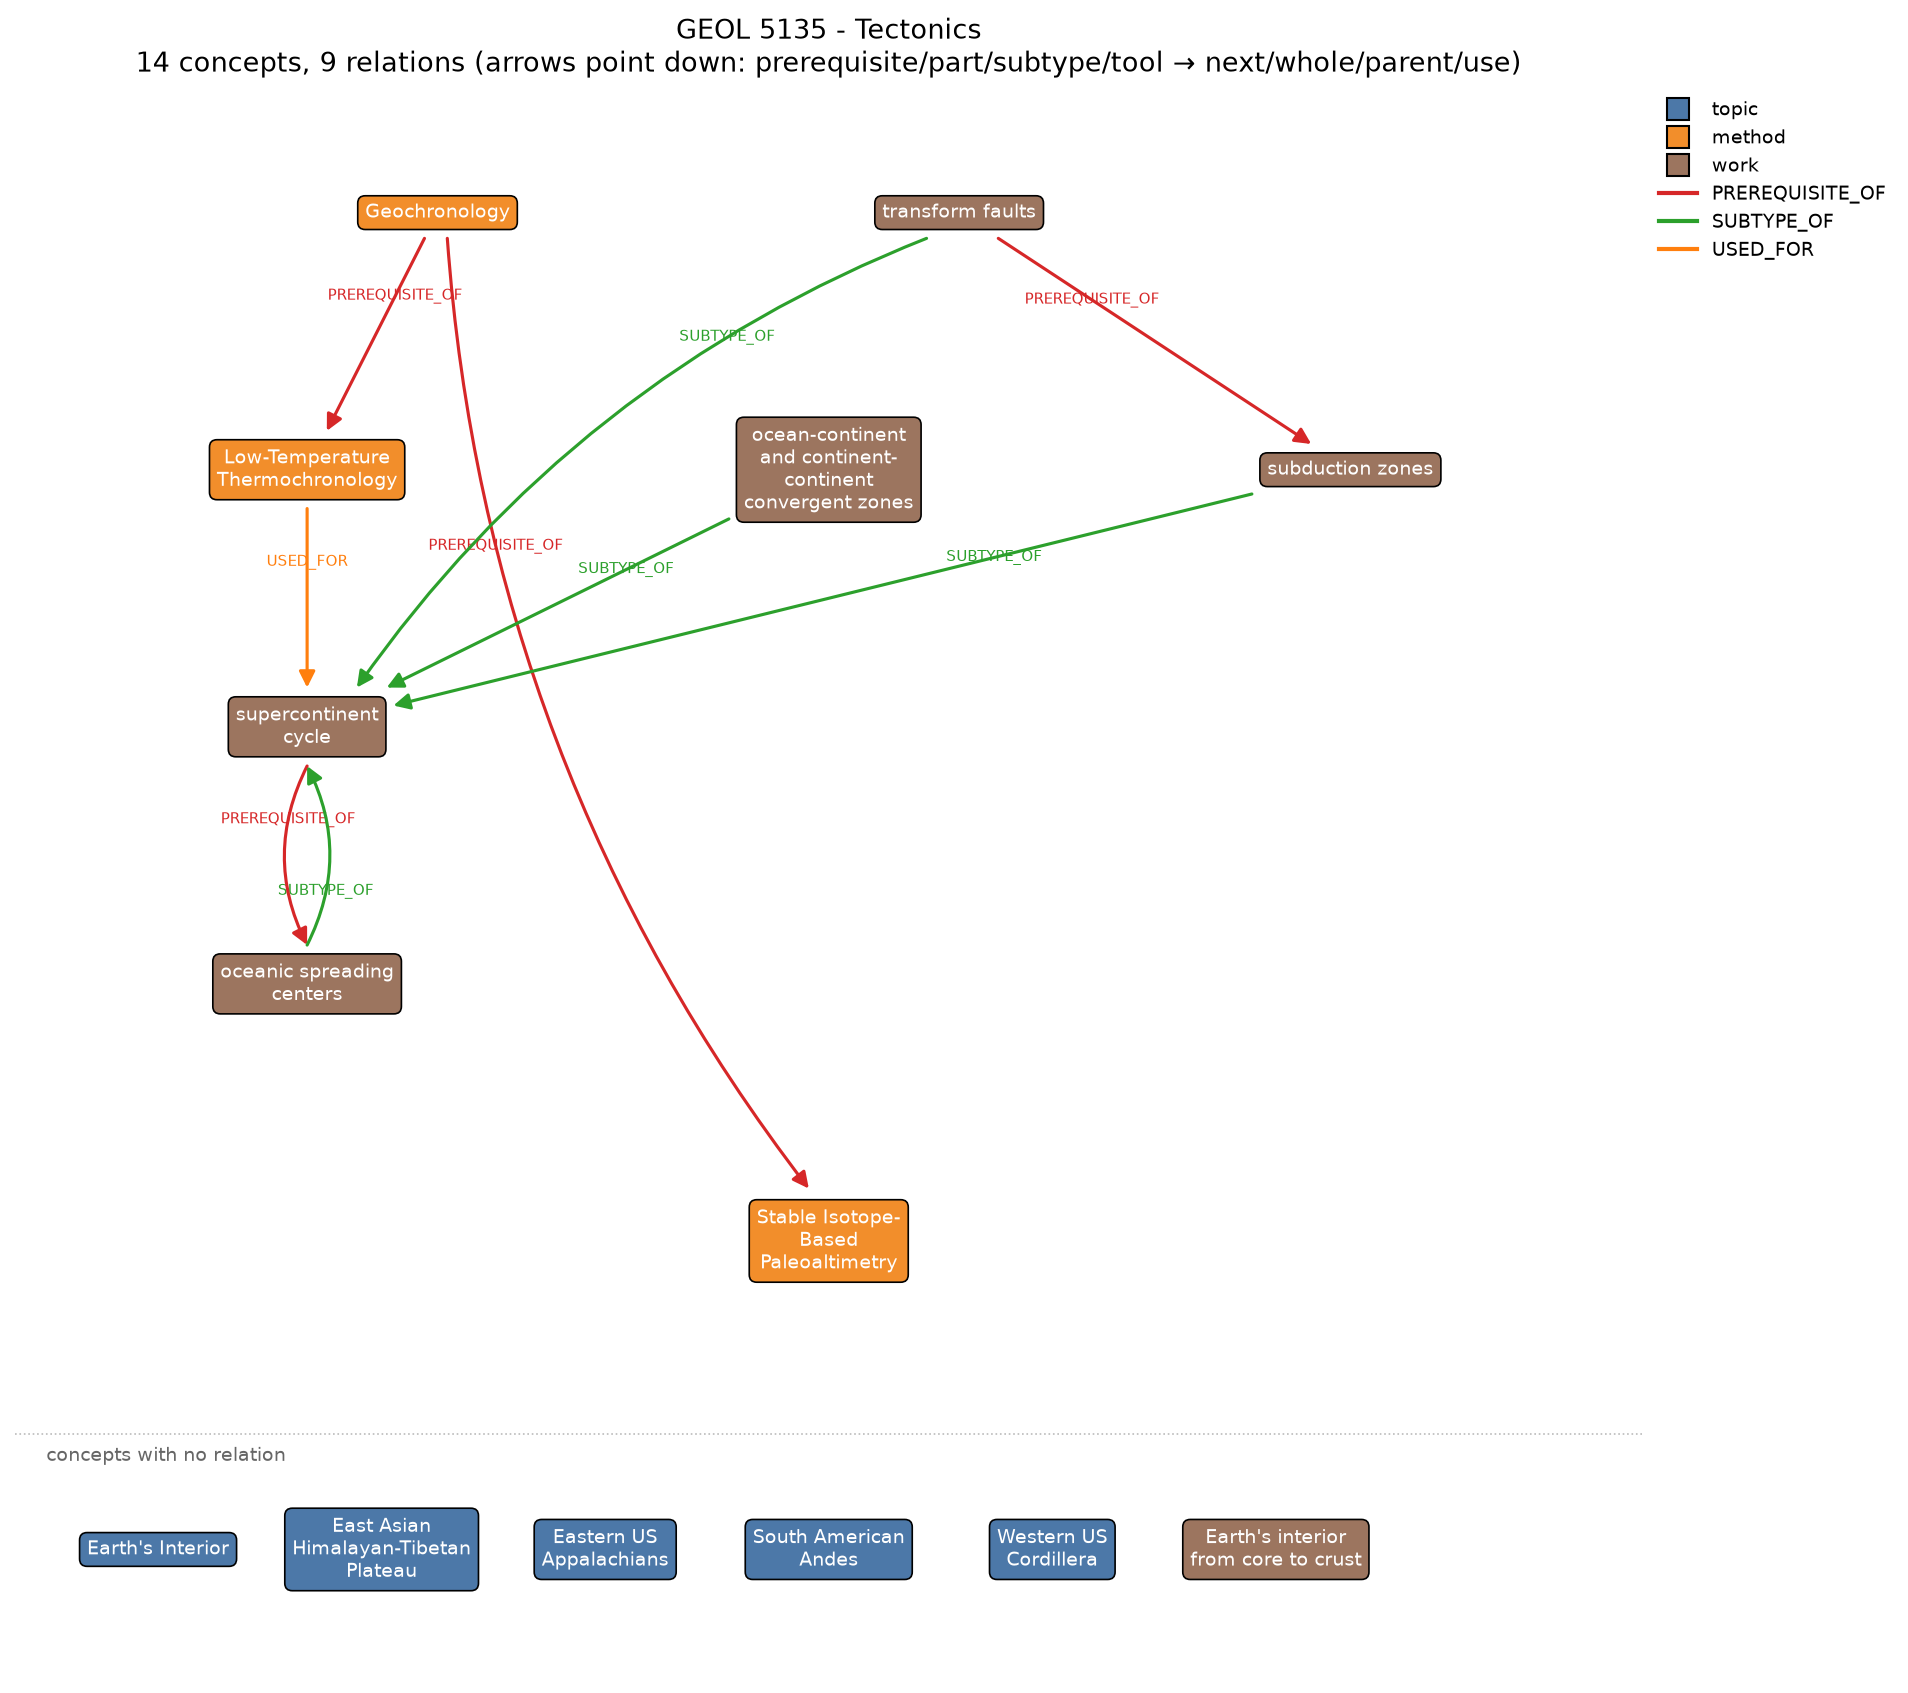 GEOL 5135 - Tectonics
14 concepts, 9 relations (arrows point down: prerequisite/part/subtype/tool → next/whole/parent/use)
topic
method
work
PREREQUISITE_OF
SUBTYPE_OF
USED_FOR
Geochronology
transform faults
PREREQUISITE_OF
PREREQUISITE_OF
SUBTYPE_OF
Low-Temperature
Thermochronology
ocean-continent
and continent-
continent
convergent zones
subduction zones
PREREQUISITE_OF
USED_FOR
SUBTYPE_OF
SUBTYPE_OF
supercontinent
cycle
PREREQUISITE_OF
SUBTYPE_OF
oceanic spreading
centers
Stable Isotope-
Based
Paleoaltimetry
concepts with no relation
Earth's Interior
East Asian
Himalayan-Tibetan
Plateau
Eastern US
Appalachians
South American
Andes
Western US
Cordillera
Earth's interior
from core to crust